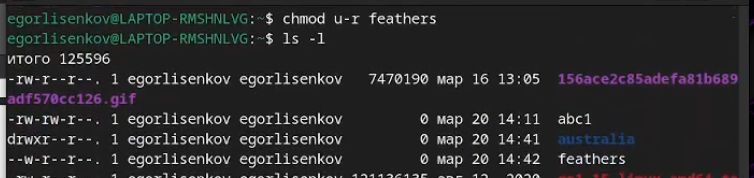 egorlisenkov@LAPTOP-RMSHNLVG:~$ chmod u-r feathers
egorlisenkov@LAPTOP-RMSHNLVG:~$ ls -l
итого 125596
-rw-r--r--. 1 egorlisenkov egorlisenkov 7470190 мар 16 13:05 156ace2c85adefa81b689
adf570cc126.gif
-rw-rw-r--. 1 egorlisenkov egorlisenkov 0 мар 20 14:11 abc1
drwxr--r--. 1 egorlisenkov egorlisenkov 0 мар 20 14:41 australia
--w-r--r--. 1 egorlisenkov egorlisenkov 0 мар 20 14:42 feathers